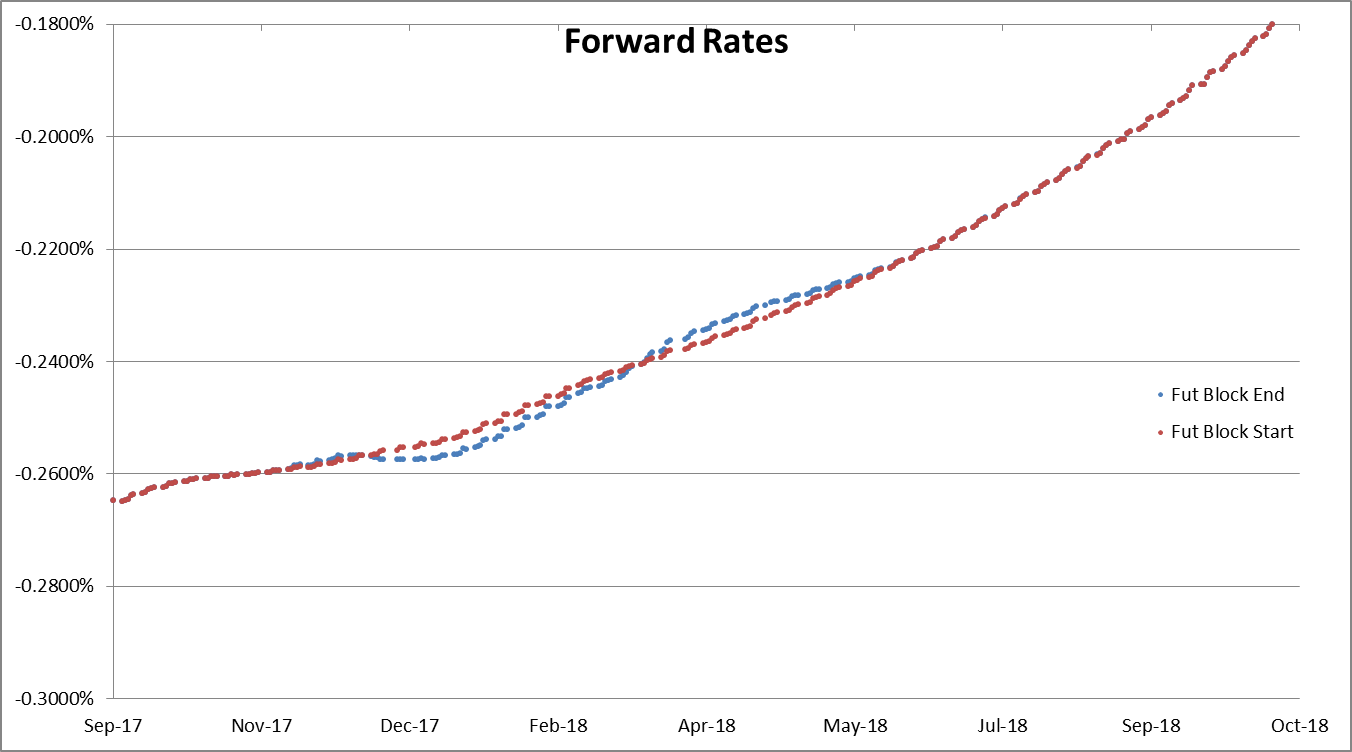 Forward Rates
-0.1800%
-0.2000%
-0.2200%
-0.2400%
-0.2600%
-0.2800%
-0.3000%
Sep-17 Nov-17 Dec-17 Feb-18 Apr-18 May-18 Jul-18 Sep-18 Oct-18
Fut Block End
Fut Block Start